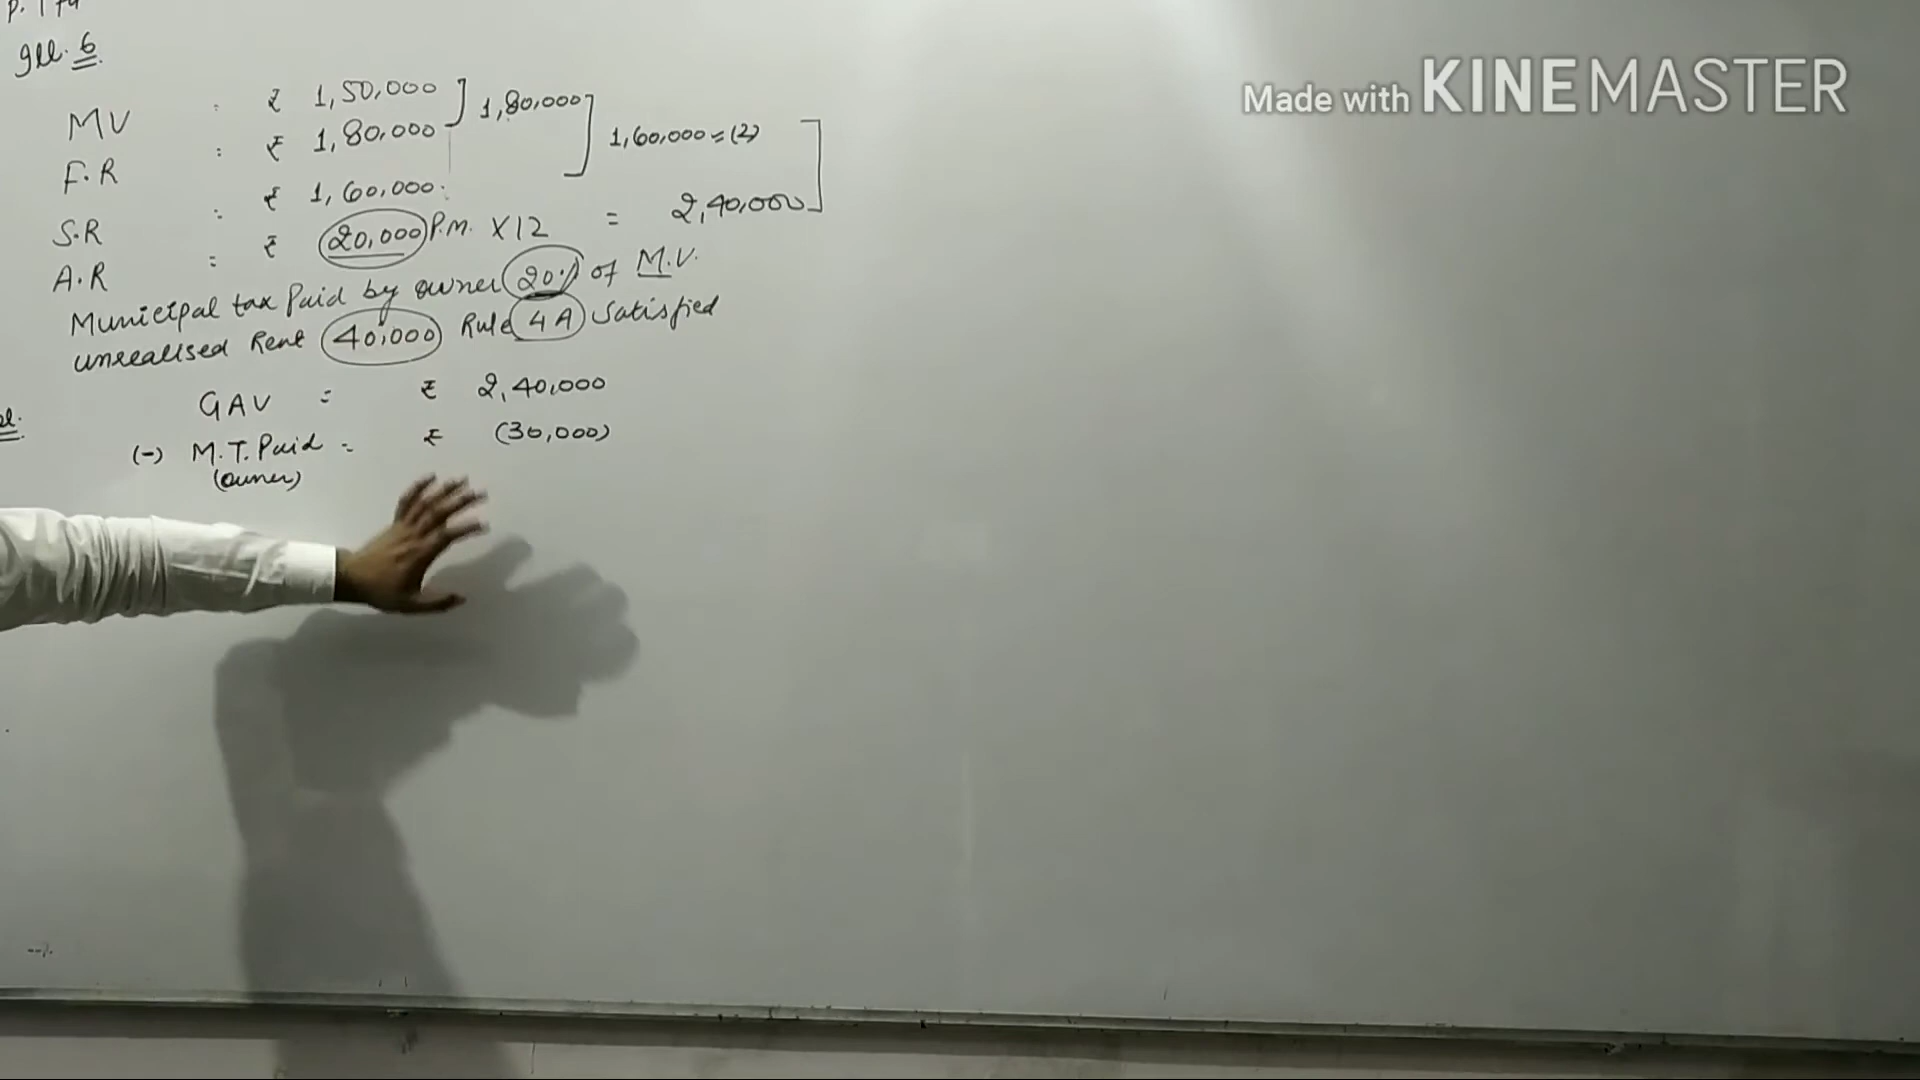 P. 174
Ill. 6
MV : ₹ 1,50,000 ] 1,80,000
F.R : ₹ 1,80,000 ] 1,60,000 = (2)
S.R : ₹ 1,60,000
A.R : ₹ 20,000 P.m. X12 = 2,40,000
Municipal tax Paid by owner 20% of M.V.
unrealised Rent 40,000 Rule 4A Satisfied
GAV = ₹ 2,40,000
(-) M.T. Paid = ₹ (30,000)
(owner)
Made with KINEMASTER